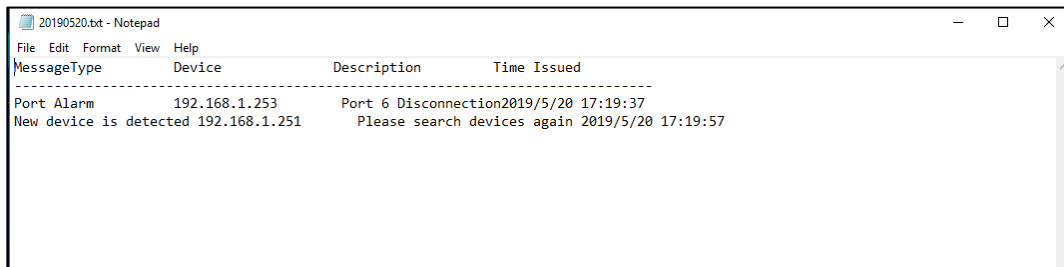 20190520.txt - Notepad
File Edit Format View Help
MessageType Device Description Time Issued
--------------------------------------------------------------------------------
Port Alarm 192.168.1.253 Port 6 Disconnection2019/5/20 17:19:37
New device is detected 192.168.1.251 Please search devices again 2019/5/20 17:19:57